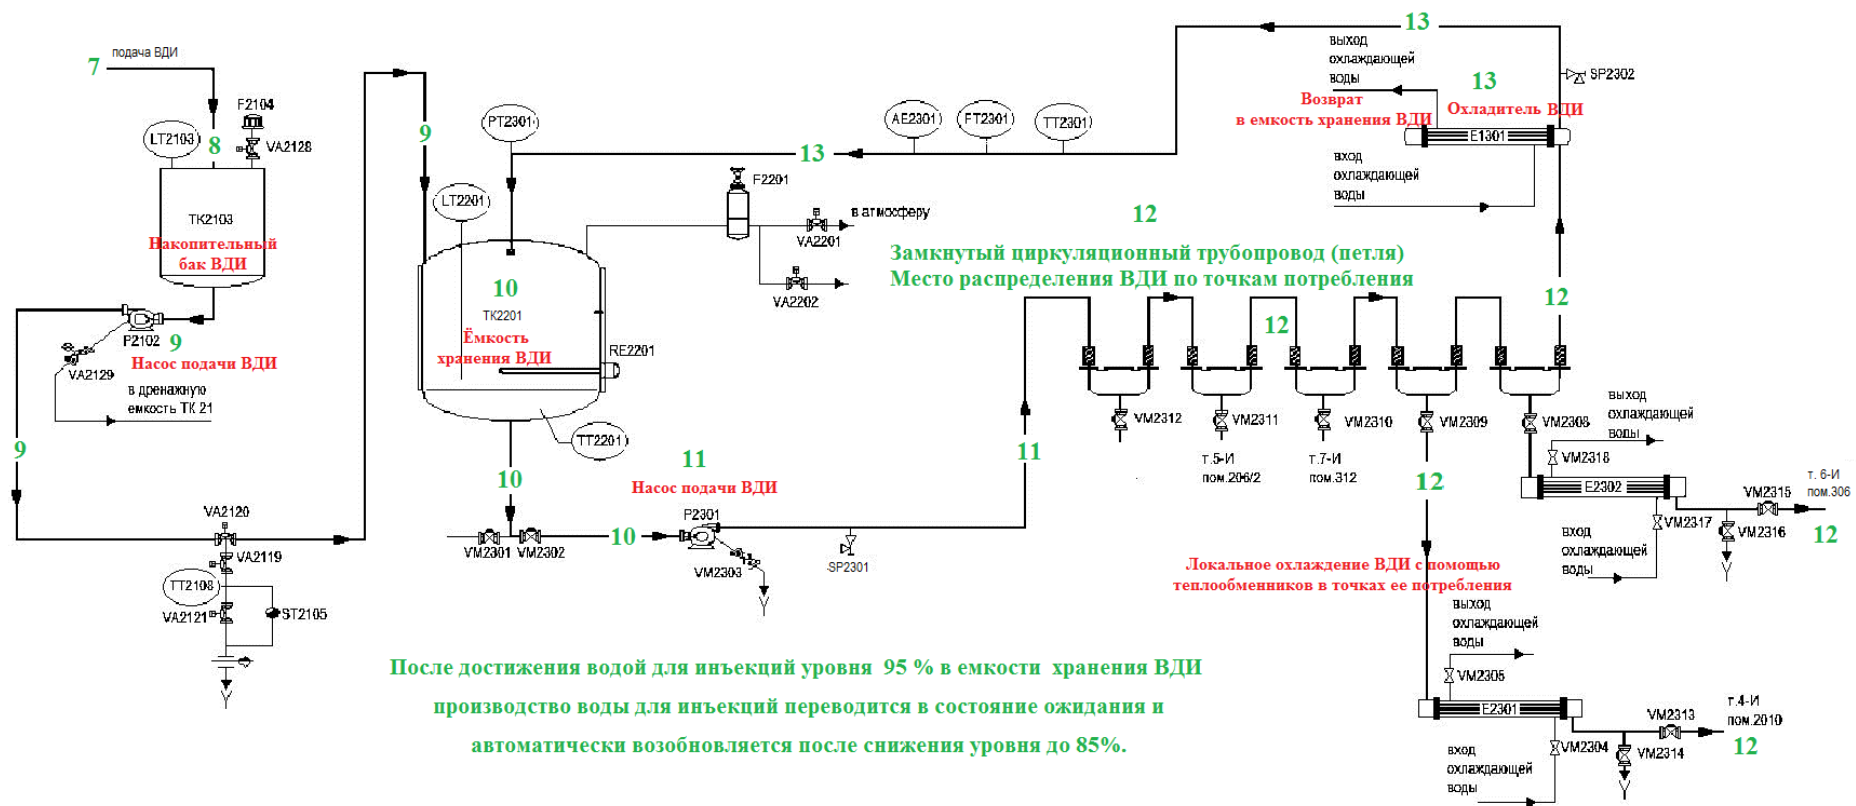 7
подача ВДИ
F2104
LT2103
8
VA2128
TK2103
Накопительный
бак ВДИ
P2102
9
Насос подачи ВДИ
VA2129
в дренажную
емкость ТК 21
9
VA2120
VA2119
TT2108
VA2121
ST2105
9
PT2301
13
AE2301
FT2301
TT2301
LT2201
F2201
VA2201
в атмосферу
VA2202
10
TK2201
Ёмкость
хранения ВДИ
RE2201
TT2201
10
VM2301
VM2302
10
11
Насос подачи ВДИ
P2301
VM2303
SP2301
11
12
Замкнутый циркуляционный трубопровод (петля)
Место распределения ВДИ по точкам потребления
13
выход
охлаждающей
воды
SP2302
13
Возврат
в емкость хранения ВДИ
Охладитель ВДИ
E1301
вход
охлаждающей
воды
12
12
VM2312
VM2311
VM2310
VM2309
VM2308
т.5-И
пом.206/2
т.7-И
пом.312
12
выход
охлаждающей
воды
VM2318
E2302
т. 6-И
пом.306
VM2315
VM2317
VM2316
12
вход
охлаждающей
воды
Локальное охлаждение ВДИ с помощью
теплообменников в точках ее потребления
выход
охлаждающей
воды
VM2305
E2301
т.4-И
пом.2010
VM2313
12
VM2304
VM2314
вход
охлаждающей
воды
После достижения водой для инъекций уровня 95 % в емкости хранения ВДИ
производство воды для инъекций переводится в состояние ожидания и
автоматически возобновляется после снижения уровня до 85%.